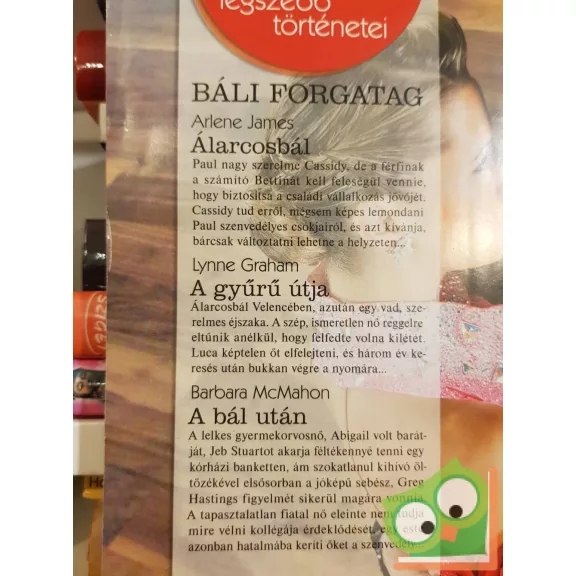 legszebb
történetei
BÁLI FORGATAG
Arlene James
Álarcosbál
Paul nagy szerelme Cassidy, de a férfinak
a számító Bettinát kell feleségül vennie,
hogy biztosítsa a családi vállalkozás jövőjét.
Cassidy tud erről, mégsem képes lemondani
Paul szenvedélyes csókjairól, és azt kívánja,
bárcsak változtatni lehetne a helyzeten...
Lynne Graham
A gyűrű útja
Álarcosbál Velencében, azután egy vad, sze-
relmes éjszaka. A szép, ismeretlen nő reggelre
eltűnik anélkül, hogy felfedte volna kilétét.
Luca képtelen őt elfelejteni, és három év ke-
resés után bukkan végre a nyomára...
Barbara McMahon
A bál után
A lelkes gyermekorvosnő, Abigail volt barát-
ját, Jeb Stuartot akarja féltékennyé tenni egy
kórházi banketten, ám szokatlanul kihívó öl-
tözékével elsősorban a jóképű sebész, Greg
Hastings figyelmét sikerül magára vonnia.
A tapasztalatlan fiatal nő eleinte nem tudja
mire vélni kollégája érdeklődését, egy este
azonban hatalmába keríti őket a szenvedély...